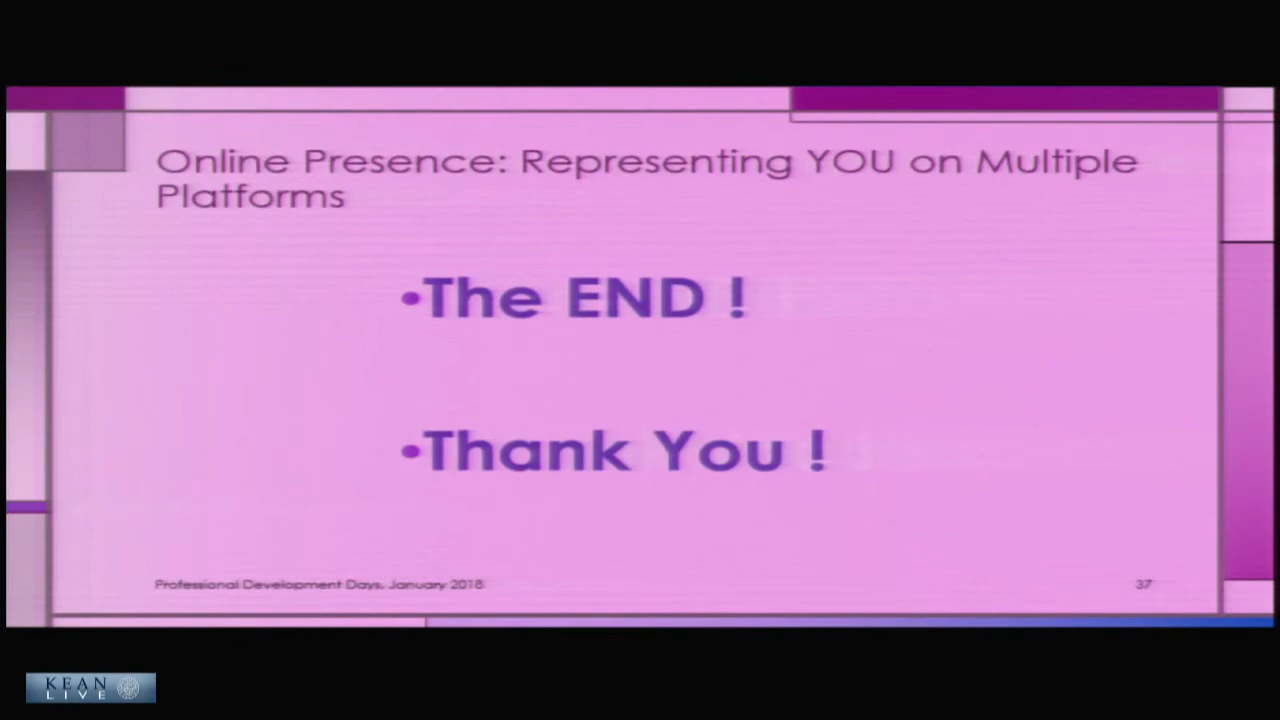 Online Presence: Representing YOU on Multiple
Platforms
•The END !
•Thank You !
Professional Development Days, January 2018
37
KEAN
LIVE